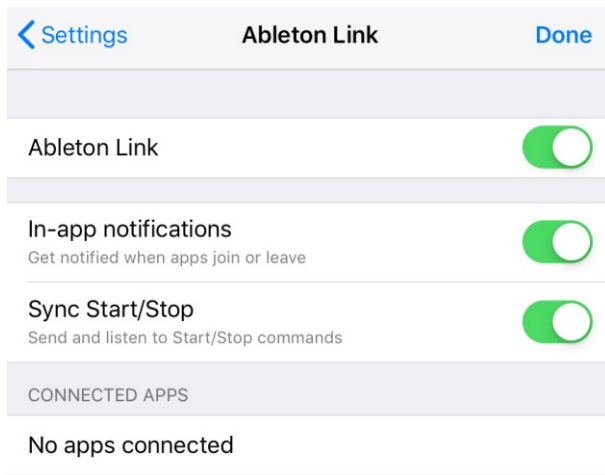 Settings Ableton Link Done
Ableton Link
In-app notifications
Get notified when apps join or leave
Sync Start/Stop
Send and listen to Start/Stop commands
CONNECTED APPS
No apps connected